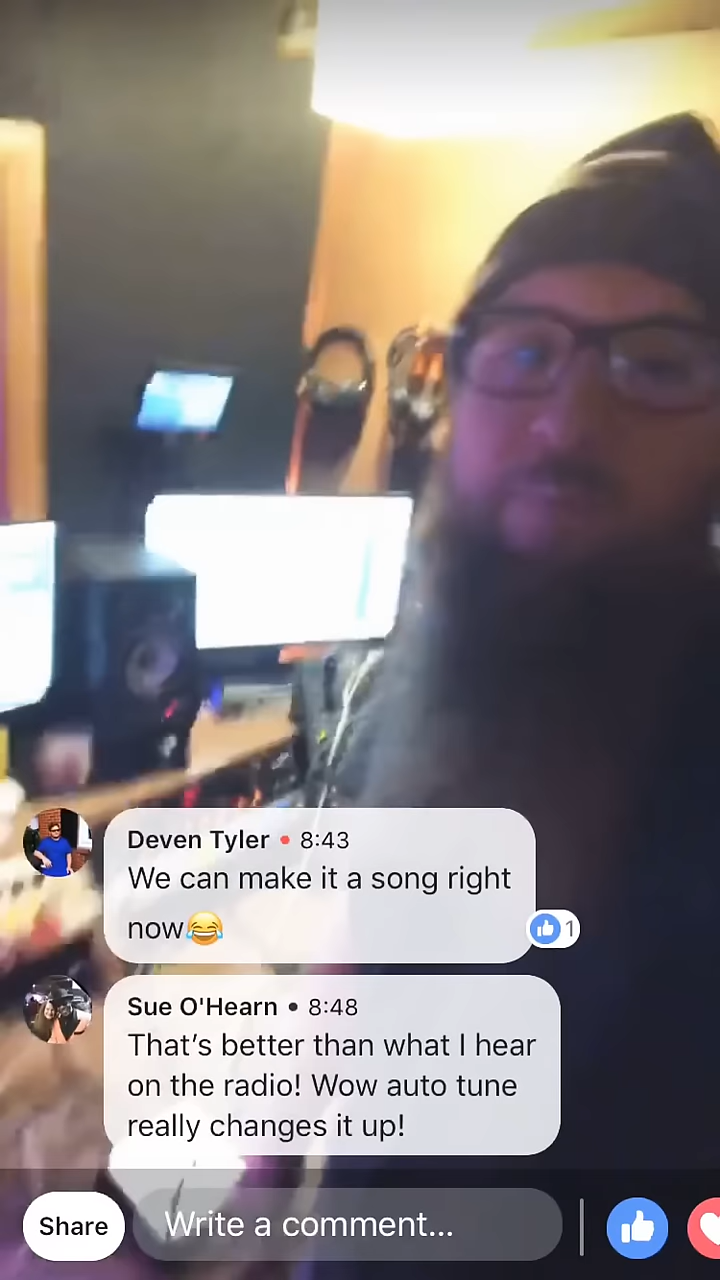 Deven Tyler • 8:43
We can make it a song right
now😂
1
Sue O'Hearn • 8:48
That’s better than what I hear
on the radio! Wow auto tune
really changes it up!
Share
Write a comment...